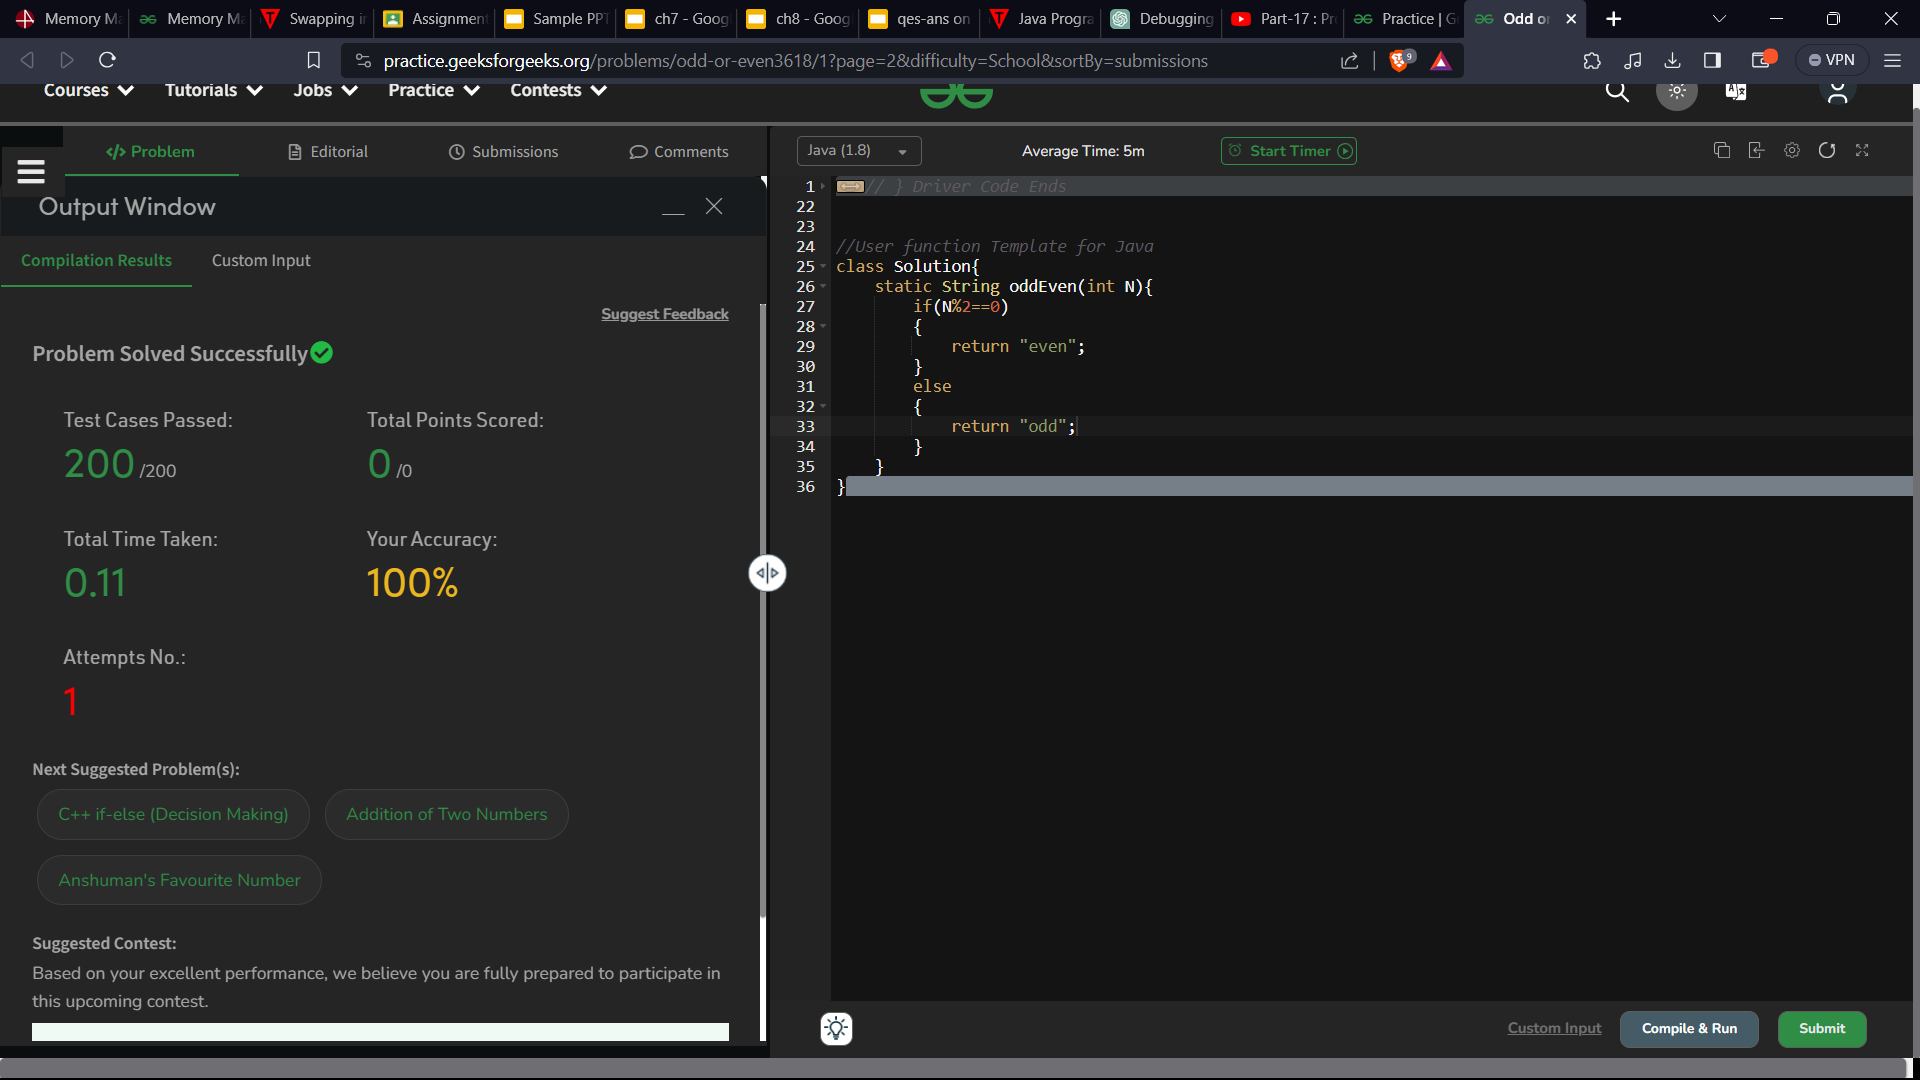 Memory Ma
Memory Ma
Swapping in
Assignment
Sample PPT
ch7 - Goog
ch8 - Goog
qes-ans on
Java Progra
Debugging
Part-17 : Pr
Practice | G
Odd or
practice.geeksforgeeks.org/problems/odd-or-even3618/1?page=2&difficulty=School&sortBy=submissions
9
VPN
Courses
Tutorials
Jobs
Practice
Contests
</> Problem
Editorial
Submissions
Comments
Java (1.8)
Average Time: 5m
Start Timer
Output Window
Compilation Results
Custom Input
Suggest Feedback
Problem Solved Successfully
Test Cases Passed:
200 /200
Total Points Scored:
0 /0
Total Time Taken:
0.11
Your Accuracy:
100%
Attempts No.:
1
Next Suggested Problem(s):
C++ if-else (Decision Making)
Addition of Two Numbers
Anshuman's Favourite Number
Suggested Contest:
Based on your excellent performance, we believe you are fully prepared to participate in
this upcoming contest.
1 // } Driver Code Ends
22
23
24 //User function Template for Java
25 class Solution{
26 static String oddEven(int N){
27 if(N%2==0)
28 {
29 return "even";
30 }
31 else
32 {
33 return "odd";
34 }
35 }
36 }
Custom Input
Compile & Run
Submit